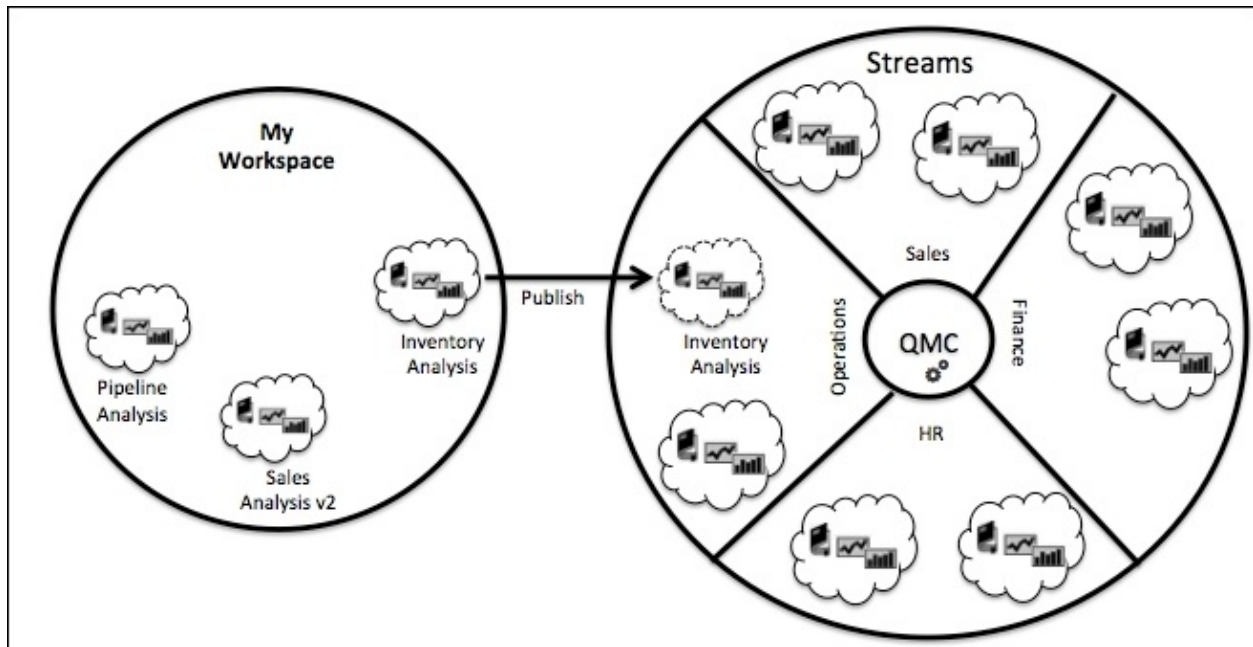 My
Workspace
Pipeline
Analysis
Sales
Analysis v2
Inventory
Analysis
Publish
Streams
Sales
Operations
Finance
HR
QMC
Inventory
Analysis